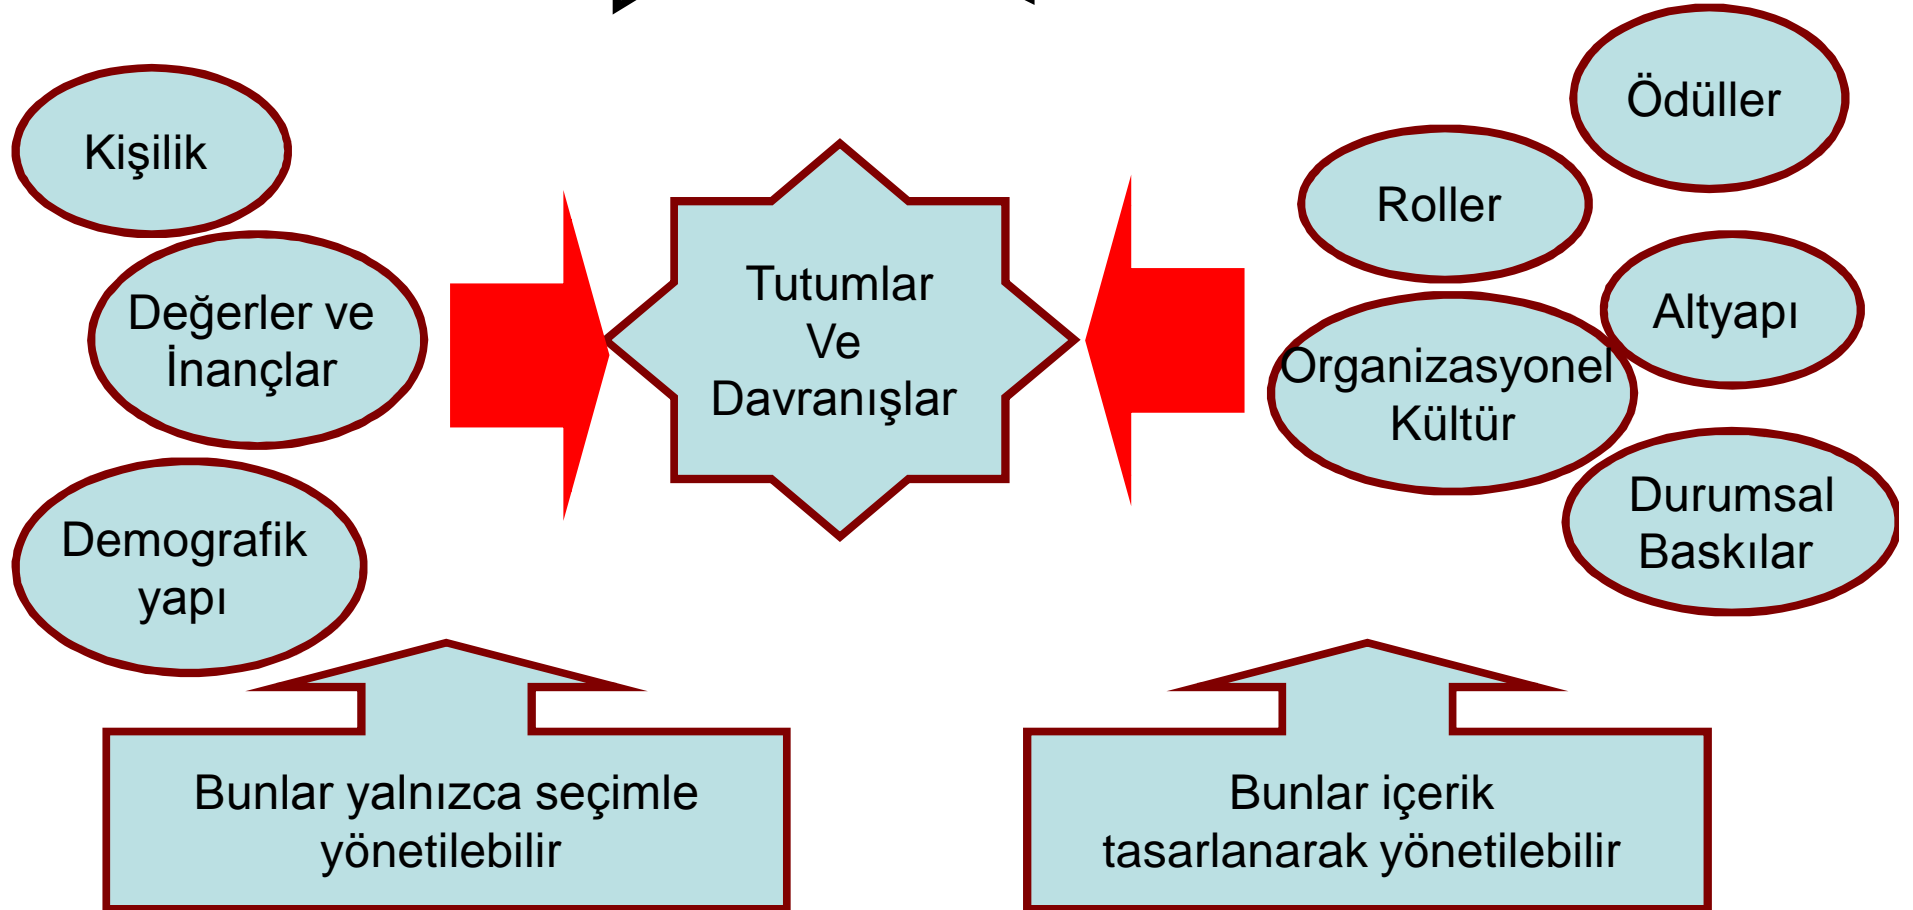 Kişilik
Değerler ve
İnançlar
Demografik
yapı
Tutumlar
Ve
Davranışlar
Ödüller
Roller
Altyapı
Organizasyonel
Kültür
Durumsal
Baskılar
Bunlar yalnızca seçimle
yönetilebilir
Bunlar içerik
tasarlanarak yönetilebilir